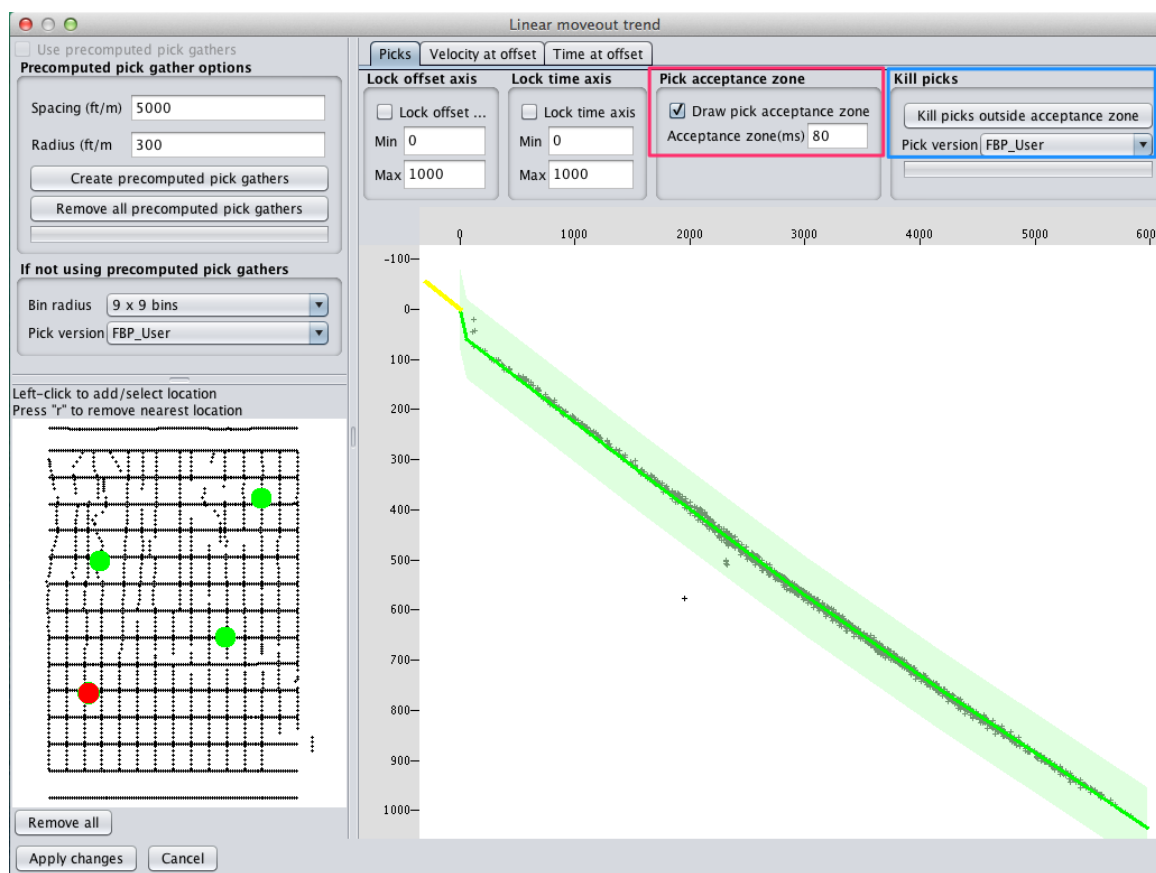 Linear moveout trend
Use precomputed pick gathers
Precomputed pick gather options
Spacing (ft/m) 5000
Radius (ft/m 300
Create precomputed pick gathers
Remove all precomputed pick gathers
If not using precomputed pick gathers
Bin radius 9 x 9 bins
Pick version FBP_User
Left-click to add/select location
Press "r" to remove nearest location
Remove all
Apply changes Cancel
Picks Velocity at offset Time at offset
Lock offset axis
Lock offset ...
Min 0
Max 1000
Lock time axis
Lock time axis
Min 0
Max 1000
Pick acceptance zone
Draw pick acceptance zone
Acceptance zone(ms) 80
Kill picks
Kill picks outside acceptance zone
Pick version FBP_User
0 1000 2000 3000 4000 5000 600
-100
0
100
200
300
400
500
600
700
800
900
1000